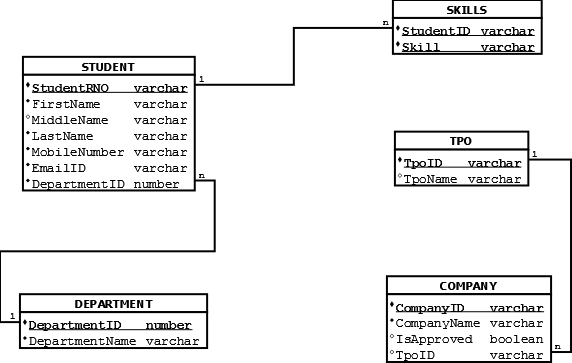 SKILLS
StudentID varchar
Skill varchar
n
STUDENT
StudentRNO varchar
FirstName varchar
MiddleName varchar
LastName varchar
MobileNumber varchar
EmailID varchar
DepartmentID number
1
n
TPO
TpoID varchar
TpoName varchar
1
DEPARTMENT
DepartmentID number
DepartmentName varchar
1
COMPANY
CompanyID varchar
CompanyName varchar
IsApproved boolean
TpoID varchar
n